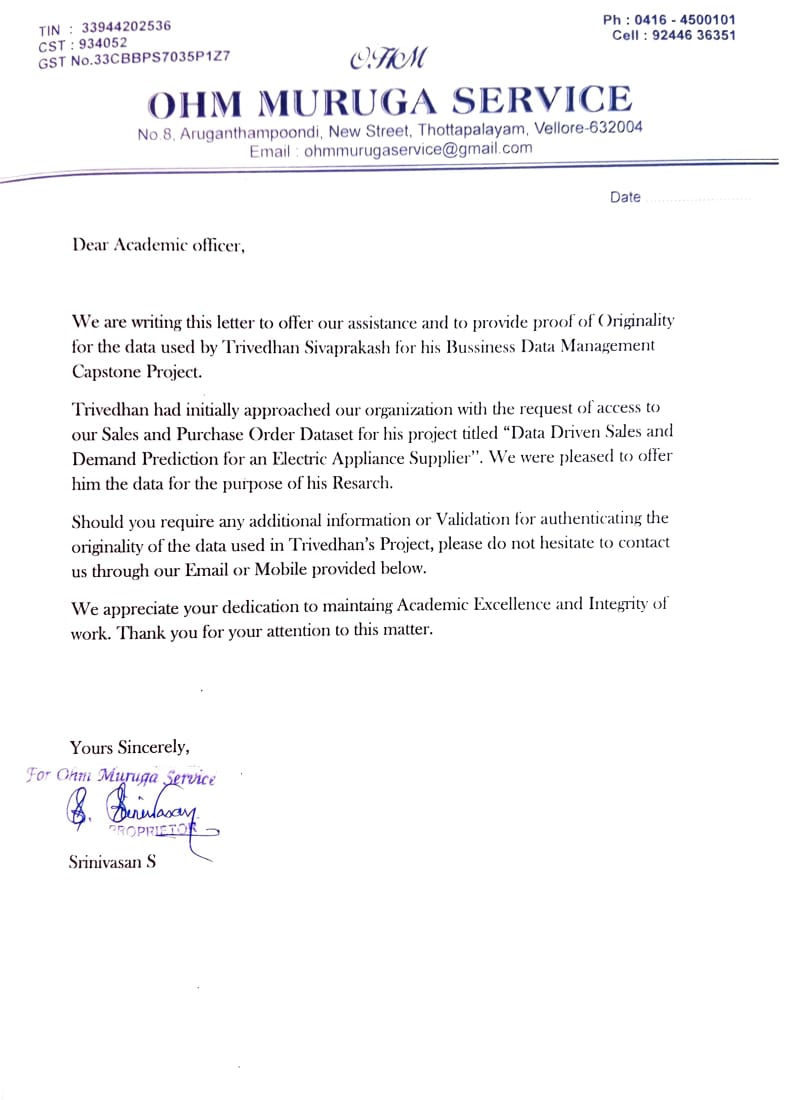 TIN : 33944202536
CST : 934052
GST No.33CBBPS7035P1Z7
Ph : 0416 - 4500101
Cell : 92446 36351
O.HM
OHM MURUGA SERVICE
No.8, Aruganthampoondi, New Street, Thottapalayam, Vellore-632004
Email : ohmmurugaservice@gmail.com
Date ........................
Dear Academic officer,
We are writing this letter to offer our assistance and to provide proof of Originality
for the data used by Trivedhan Sivaprakash for his Bussiness Data Management
Capstone Project.
Trivedhan had initially approached our organization with the request of access to
our Sales and Purchase Order Dataset for his project titled “Data Driven Sales and
Demand Prediction for an Electric Appliance Supplier”. We were pleased to offer
him the data for the purpose of his Resarch.
Should you require any additional information or Validation for authenticating the
originality of the data used in Trivedhan’s Project, please do not hesitate to contact
us through our Email or Mobile provided below.
We appreciate your dedication to maintaing Academic Excellence and Integrity of
work. Thank you for your attention to this matter.
Yours Sincerely,
For Ohm Muruga Service
S. Srinivasan
PROPRIETOR
Srinivasan S